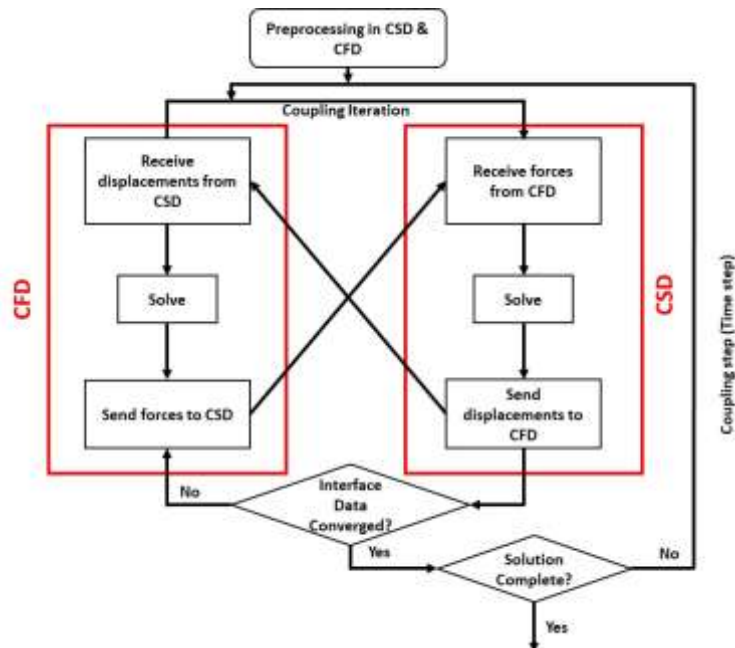 Preprocessing in CSD &
CFD
Coupling Iteration
Receive
displacements from
CSD
Receive forces
from CFD
CFD
Solve
Solve
CSD
Coupling step (Time step)
Send forces to CSD
Send
displacements to
CFD
No
Interface
Data
Converged?
Yes
Solution
Complete?
No
Yes